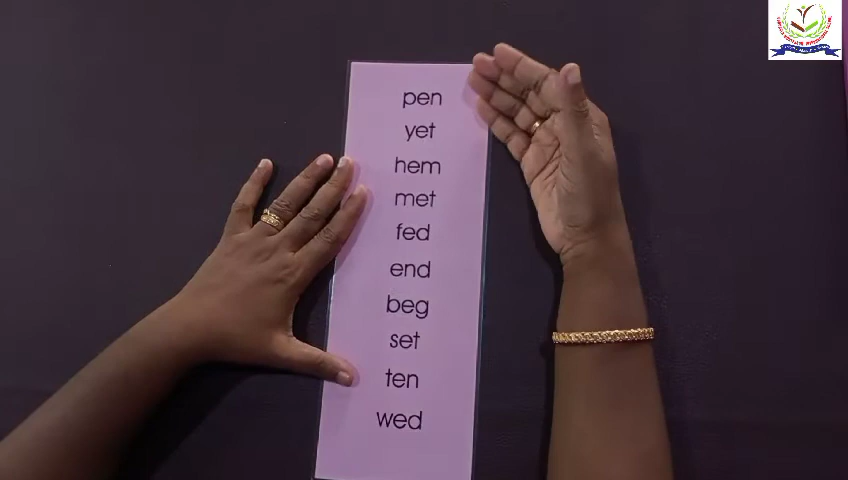 pen
yet
hem
met
fed
end
beg
set
ten
wed